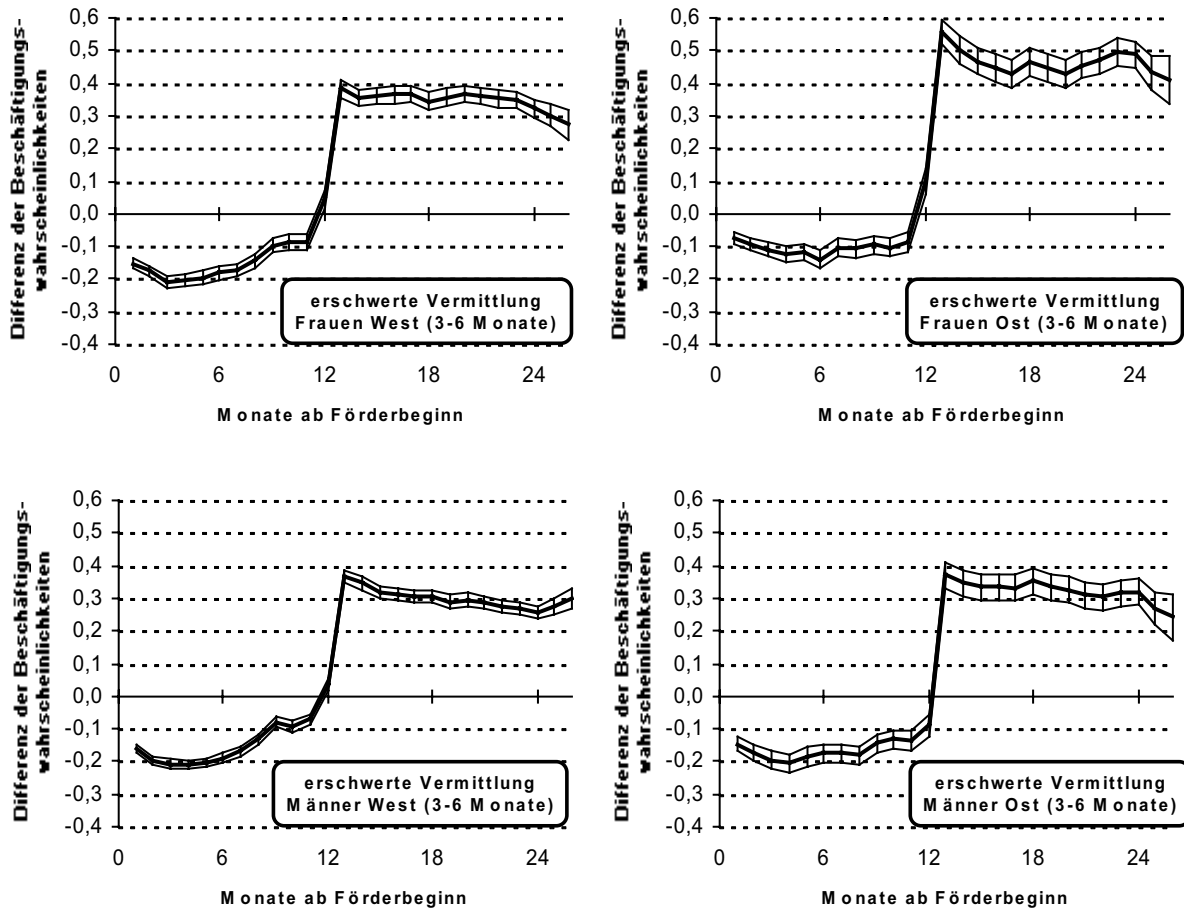 Differenz der Beschäftigungs-
wahrscheinlichkeiten
0,6
0,5
0,4
0,3
0,2
0,1
0,0
-0,1
-0,2
-0,3
-0,4
0 6 12 18 24
erschwerte Vermittlung
Frauen West (3-6 Monate)
Monate ab Förderbeginn
Differenz der Beschäftigungs-
wahrscheinlichkeiten
0,6
0,5
0,4
0,3
0,2
0,1
0,0
-0,1
-0,2
-0,3
-0,4
0 6 12 18 24
erschwerte Vermittlung
Frauen Ost (3-6 Monate)
Monate ab Förderbeginn
Differenz der Beschäftigungs-
wahrscheinlichkeiten
0,6
0,5
0,4
0,3
0,2
0,1
0,0
-0,1
-0,2
-0,3
-0,4
0 6 12 18 24
erschwerte Vermittlung
Männer West (3-6 Monate)
Monate ab Förderbeginn
Differenz der Beschäftigungs-
wahrscheinlichkeiten
0,6
0,5
0,4
0,3
0,2
0,1
0,0
-0,1
-0,2
-0,3
-0,4
0 6 12 18 24
erschwerte Vermittlung
Männer Ost (3-6 Monate)
Monate ab Förderbeginn